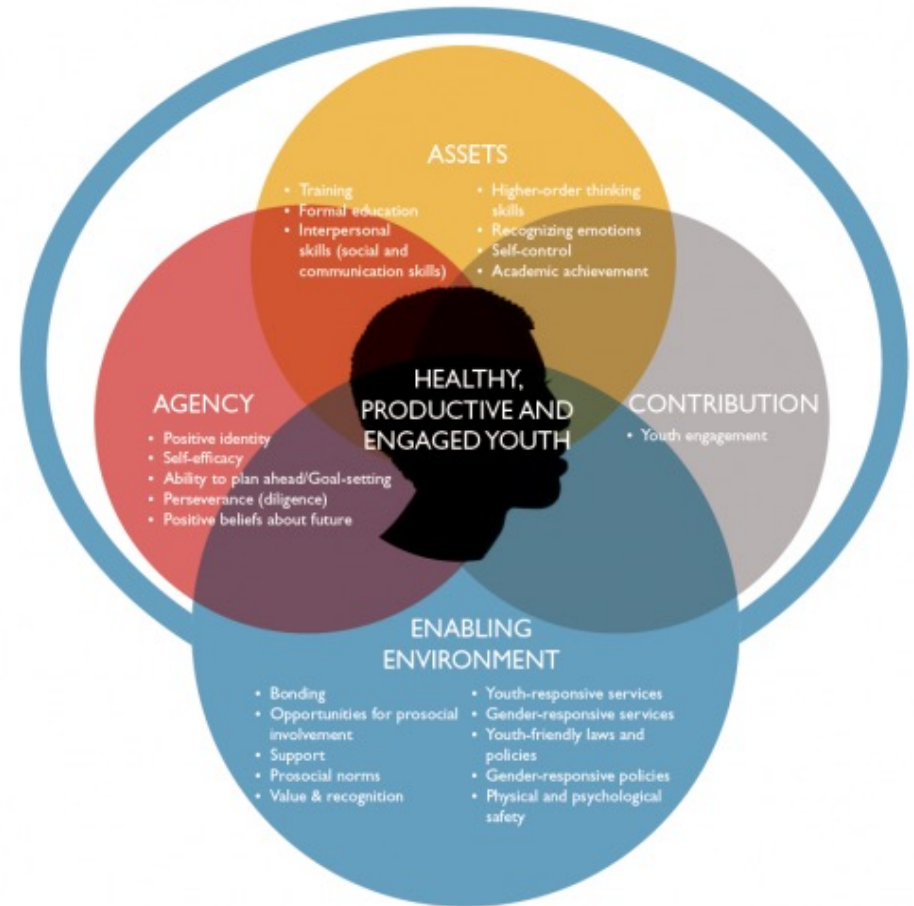 ASSETS
• Training
• Formal education
• Interpersonal
skills (social and
communication skills)
• Higher-order thinking
skills
• Recognizing emotions
• Self-control
• Academic achievement
HEALTHY,
PRODUCTIVE AND
ENGAGED YOUTH
AGENCY
• Positive identity
• Self-efficacy
• Ability to plan ahead/Goal-setting
• Perseverance (diligence)
• Positive beliefs about future
CONTRIBUTION
• Youth engagement
ENABLING
ENVIRONMENT
• Bonding
• Opportunities for prosocial
involvement
• Support
• Prosocial norms
• Value & recognition
• Youth-responsive services
• Gender-responsive services
• Youth-friendly laws and
policies
• Gender-responsive policies
• Physical and psychological
safety